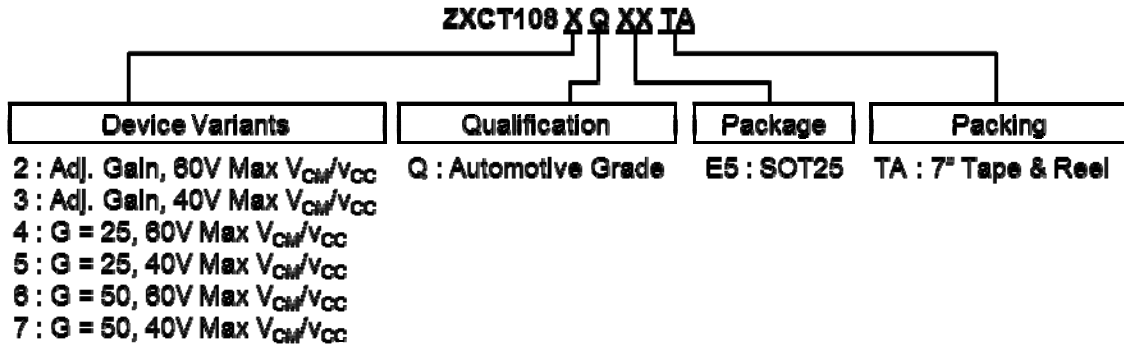 ZXCT108 X Q XX TA
Device Variants
Qualification
Package
Packing
2 : Adj. Gain, 60V Max VCM/vCC
Q : Automotive Grade
E5 : SOT25
TA : 7" Tape & Reel
3 : Adj. Gain, 40V Max VCM/vCC
4 : G = 25, 60V Max VCM/vCC
5 : G = 25, 40V Max VCM/vCC
6 : G = 50, 60V Max VCM/vCC
7 : G = 50, 40V Max VCM/vCC